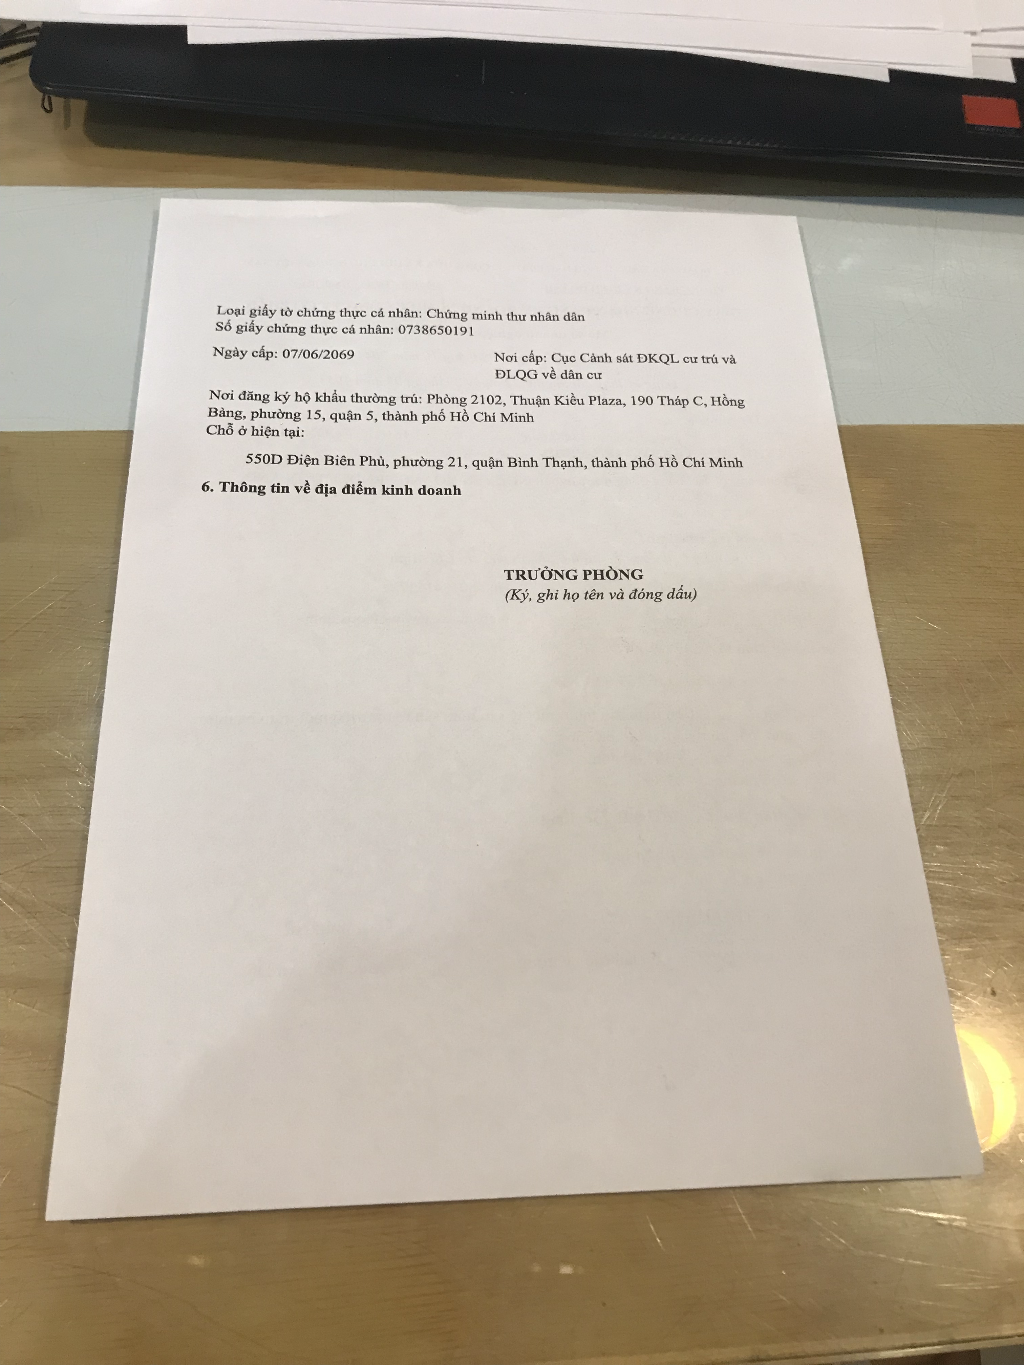 Loại giấy tờ chứng thực cá nhân: Chứng minh thư nhân dân
Số giấy chứng thực cá nhân: 0738650191
Ngày cấp: 07/06/2069
Nơi cấp: Cục Cảnh sát ĐKQL cư trú và
ĐLQG về dân cư
Nơi đăng ký hộ khẩu thường trú: Phòng 2102, Thuận Kiều Plaza, 190 Tháp C, Hồng
Bàng, phường 15, quận 5, thành phố Hồ Chí Minh
Chỗ ở hiện tại:
550D Điện Biên Phủ, phường 21, quận Bình Thạnh, thành phố Hồ Chí Minh
6. Thông tin về địa điểm kinh doanh
TRƯỞNG PHÒNG
(Ký, ghi họ tên và đóng dấu)